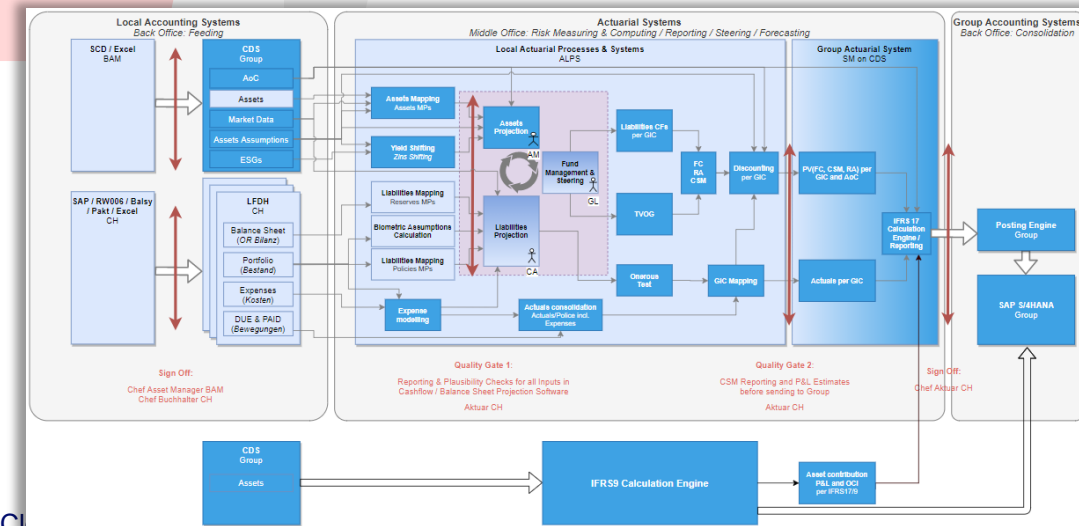 Local Accounting Systems
Back Office: Feeding
Actuarial Systems
Middle Office: Risk Measuring & Computing / Reporting / Steering / Forecasting
Group Accounting Systems
Back Office: Consolidation
SCD / Excel
BAM
CDS
Group
AoC
Assets
Market Data
Assets Assumptions
ESGs
SAP / RW006 / Balsy
/ Pakt / Excel
CH
LFDH
CH
Balance Sheet
(OR Bilanz)
Portfolio
(Bestand)
Expenses
(Kosten)
DUE & PAID
(Bewegungen)
Sign Off:
Chef Asset Manager BAM
Chef Buchhalter CH
Local Actuarial Processes & Systems
ALPS
Assets Mapping
Assets MPs
Yield Shifting
Zins Shifting
Liabilities Mapping
Reserves MPs
Biometric Assumptions
Calculation
Liabilities Mapping
Policies MPs
Expense
modelling
Assets
Projection
AM
Fund
Management &
Steering
GL
Liabilities
Projection
CA
Actuals consolidation
Actuals/Police incl.
Expenses
Liabilities CFs
per GIC
TVOG
Onerous
Test
FC
RA
CSM
Discounting
per GIC
GIC Mapping
Group Actuarial System
SM on CDS
PV(FC, CSM, RA) per
GIC and AoC
Actuals per GIC
IFRS 17
Calculation
Engine /
Reporting
Posting Engine
Group
SAP S/4HANA
Group
Quality Gate 1:
Reporting & Plausibility Checks for all Inputs in
Cashflow / Balance Sheet Projection Software
Aktuar CH
Quality Gate 2:
CSM Reporting and P&L Estimates
before sending to Group
Aktuar CH
Sign Off:
Chef Aktuar CH
CDS
Group
Assets
IFRS9 Calculation Engine
Asset contribution
P&L and OCI
per IFRS17/9